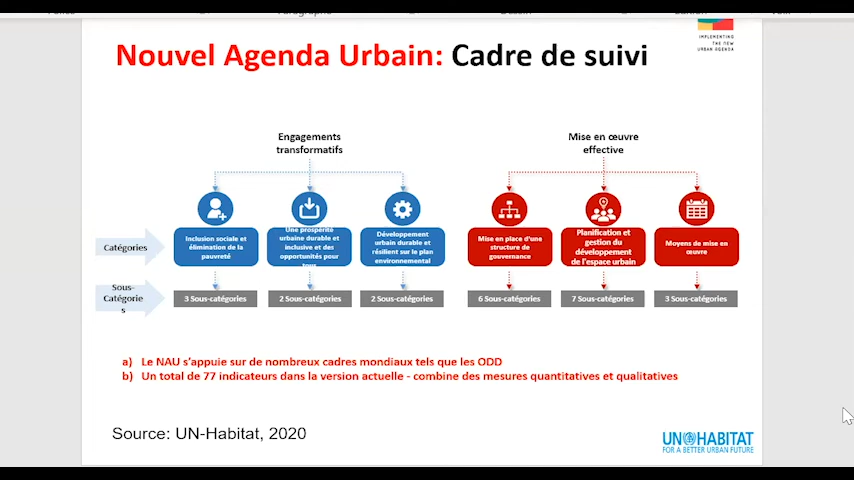 IMPLEMENTING
THE NEW
URBAN AGENDA
Nouvel Agenda Urbain: Cadre de suivi
Engagements
transformatifs
Mise en œuvre
effective
Catégories
Inclusion sociale et
élimination de la
pauvreté
Une prospérité
urbaine durable et
inclusive et des
opportunités pour
tous
Développement
urbain durable et
résilient sur le plan
environnemental
Mise en place d'une
structure de
gouvernance
Planification et
gestion du
développement
de l'espace urbain
Moyens de mise en
œuvre
Sous-
Catégorie
s
3 Sous-catégories
2 Sous-catégories
2 Sous-catégories
6 Sous-catégories
7 Sous-catégories
3 Sous-catégories
a) Le NAU s'appuie sur de nombreux cadres mondiaux tels que les ODD
b) Un total de 77 indicateurs dans la version actuelle - combine des mesures quantitatives et qualitatives
Source: UN-Habitat, 2020
UN HABITAT
FOR A BETTER URBAN FUTURE